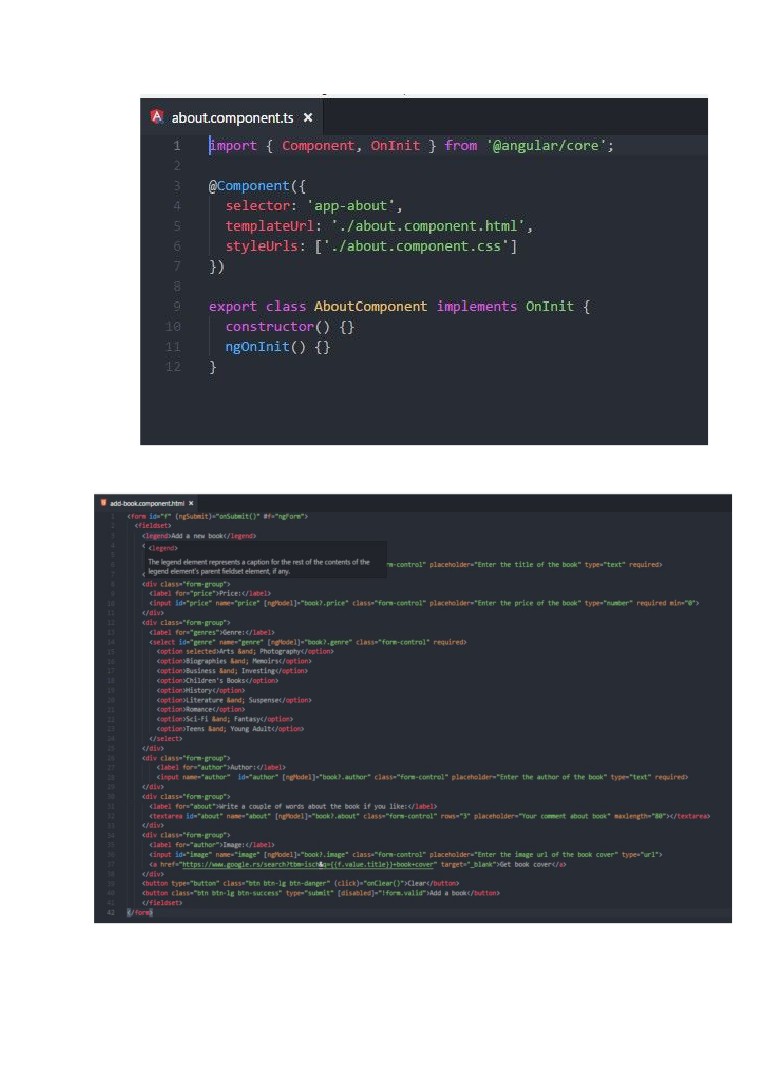 about.component.ts ×
1 import { Component, OnInit } from '@angular/core';
2
3 @Component({
4 selector: 'app-about',
5 templateUrl: './about.component.html',
6 styleUrls: ['./about.component.css']
7 })
8
9 export class AboutComponent implements OnInit {
10 constructor() {}
11 ngOnInit() {}
12 }
add-book.component.html ×
1 <form id="f" (ngSubmit)="onSubmit()" #f="ngForm">
2 <fieldset>
3 <legend>Add a new book</legend>
4 <
<legend>
The legend element represents a caption for the rest of the contents of the
6 rm-control" placeholder="Enter the title of the book" type="text" required>
legend element's parent fieldset element, if any.
7 <
8 <div class="form-group">
9 <label for="price">Price:</label>
10 <input id="price" name="price" [ngModel]="book?.price" class="form-control" placeholder="Enter the price of the book" type="number" required min="0">
11 </div>
12 <div class="form-group">
13 <label for="genres">Genre:</label>
14 <select id="genre" name="genre" [ngModel]="book?.genre" class="form-control" required>
15 <option selected>Arts &and; Photography</option>
16 <option>Biographies &and; Memoirs</option>
17 <option>Business &and; Investing</option>
18 <option>Children's Books</option>
19 <option>History</option>
20 <option>Literature &and; Suspense</option>
21 <option>Romance</option>
22 <option>Sci-Fi &and; Fantasy</option>
23 <option>Teens &and; Young Adult</option>
24 </select>
25 </div>
26 <div class="form-group">
27 <label for="author">Author:</label>
28 <input name="author" id="author" [ngModel]="book?.author" class="form-control" placeholder="Enter the author of the book" type="text" required>
29 </div>
30 <div class="form-group">
31 <label for="about">Write a couple of words about the book if you like:</label>
32 <textarea id="about" name="about" [ngModel]="book?.about" class="form-control" rows="3" placeholder="Your comment about book" maxlength="80"></textarea>
33 </div>
34 <div class="form-group">
35 <label for="author">Image:</label>
36 <input id="image" name="image" [ngModel]="book?.image" class="form-control" placeholder="Enter the image url of the book cover" type="url">
37 <a href="https://www.google.rs/search?tbm=isch&q={{f.value.title}}+book+cover" target="_blank">Get book cover</a>
38 </div>
39 <button type="button" class="btn btn-lg btn-danger" (click)="onClear()">Clear</button>
40 <button class="btn btn-lg btn-success" type="submit" [disabled]="!form.valid">Add a book</button>
41 </fieldset>
42 </form>